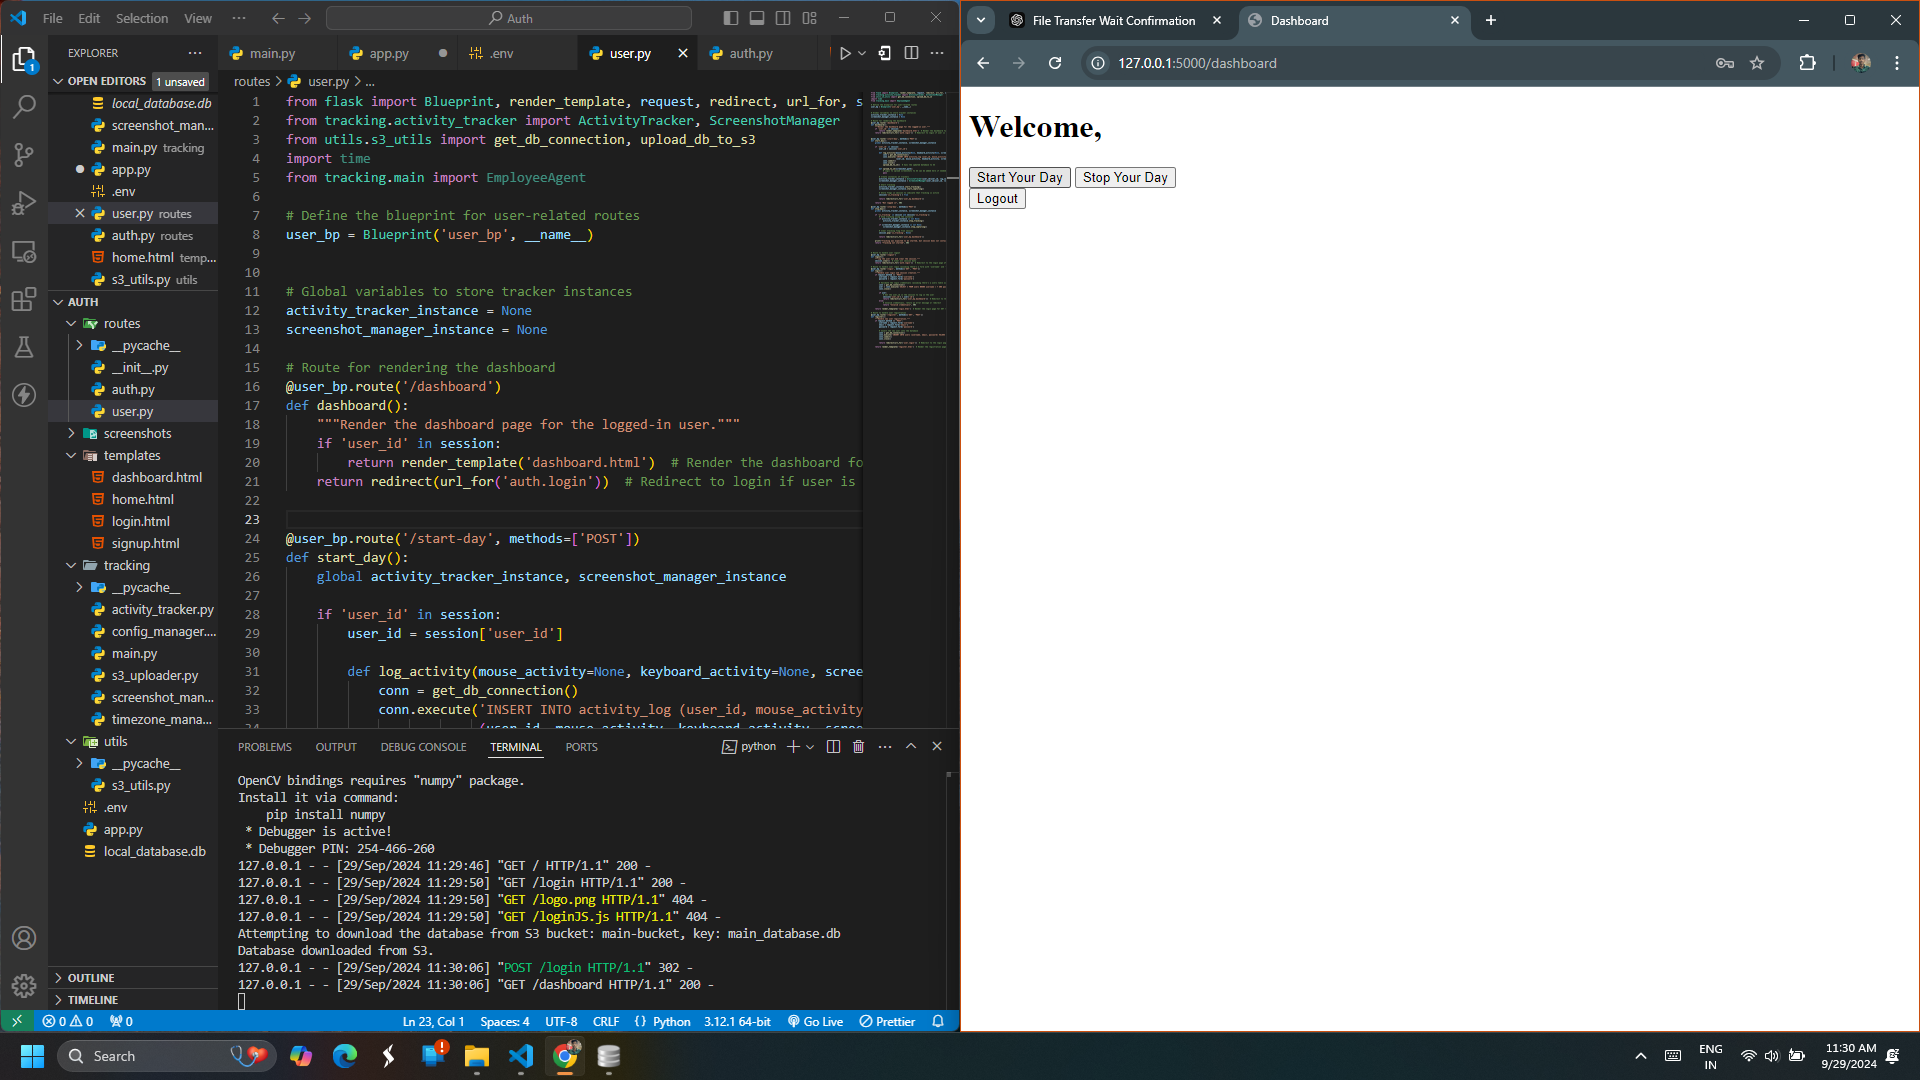 File Edit Selection View ··· Auth
EXPLORER ···
OPEN EDITORS 1 unsaved
local_database.db
screenshot_man...
main.py tracking
app.py
.env
user.py routes
auth.py routes
home.html temp...
s3_utils.py utils
AUTH
routes
__pycache__
__init__.py
auth.py
user.py
screenshots
templates
dashboard.html
home.html
login.html
signup.html
tracking
__pycache__
activity_tracker.py
config_manager....
main.py
s3_uploader.py
screenshot_man...
timezone_mana...
utils
__pycache__
s3_utils.py
.env
app.py
local_database.db
OUTLINE
TIMELINE
main.py app.py .env user.py auth.py
routes > user.py > ...
1 from flask import Blueprint, render_template, request, redirect, url_for, s
2 from tracking.activity_tracker import ActivityTracker, ScreenshotManager
3 from utils.s3_utils import get_db_connection, upload_db_to_s3
4 import time
5 from tracking.main import EmployeeAgent
6
7 # Define the blueprint for user-related routes
8 user_bp = Blueprint('user_bp', __name__)
9
10
11 # Global variables to store tracker instances
12 activity_tracker_instance = None
13 screenshot_manager_instance = None
14
15 # Route for rendering the dashboard
16 @user_bp.route('/dashboard')
17 def dashboard():
18 """Render the dashboard page for the logged-in user."""
19 if 'user_id' in session:
20 return render_template('dashboard.html') # Render the dashboard fo
21 return redirect(url_for('auth.login')) # Redirect to login if user is
22
23
24 @user_bp.route('/start-day', methods=['POST'])
25 def start_day():
26 global activity_tracker_instance, screenshot_manager_instance
27
28 if 'user_id' in session:
29 user_id = session['user_id']
30
31 def log_activity(mouse_activity=None, keyboard_activity=None, scree
32 conn = get_db_connection()
33 conn.execute('INSERT INTO activity_log (user_id, mouse_activity
34 (user_id, mouse_activity, keyboard_activity, scree
PROBLEMS OUTPUT DEBUG CONSOLE TERMINAL PORTS python
OpenCV bindings requires "numpy" package.
Install it via command:
pip install numpy
* Debugger is active!
* Debugger PIN: 254-466-260
127.0.0.1 - - [29/Sep/2024 11:29:46] "GET / HTTP/1.1" 200 -
127.0.0.1 - - [29/Sep/2024 11:29:50] "GET /login HTTP/1.1" 200 -
127.0.0.1 - - [29/Sep/2024 11:29:50] "GET /logo.png HTTP/1.1" 404 -
127.0.0.1 - - [29/Sep/2024 11:29:50] "GET /loginJS.js HTTP/1.1" 404 -
Attempting to download the database from S3 bucket: main-bucket, key: main_database.db
Database downloaded from S3.
127.0.0.1 - - [29/Sep/2024 11:30:06] "POST /login HTTP/1.1" 302 -
127.0.0.1 - - [29/Sep/2024 11:30:06] "GET /dashboard HTTP/1.1" 200 -
0 0 0 Ln 23, Col 1 Spaces: 4 UTF-8 CRLF {} Python 3.12.1 64-bit Go Live Prettier
File Transfer Wait Confirmation Dashboard
127.0.0.1:5000/dashboard
Welcome,
Start Your Day Stop Your Day
Logout
Search
ENG
IN
11:30 AM
9/29/2024